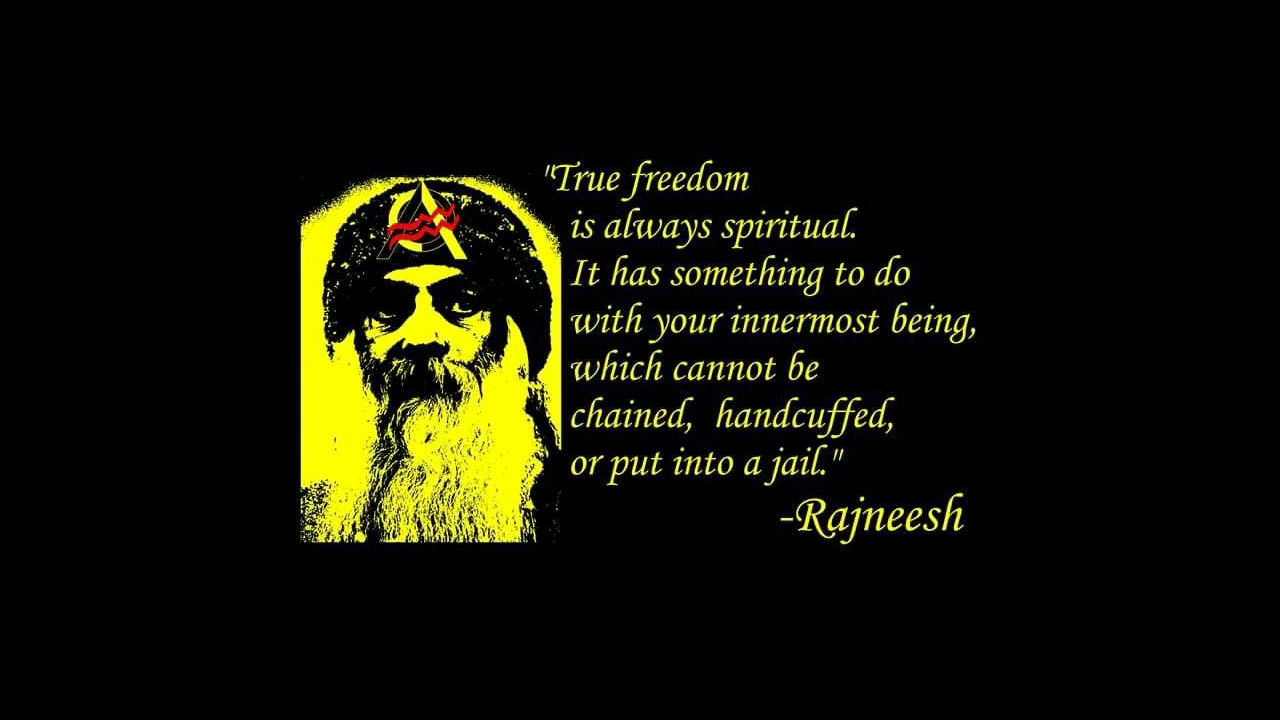 "True freedom
is always spiritual.
It has something to do
with your innermost being,
which cannot be
chained,  handcuffed,
or put into a jail."
-Rajneesh